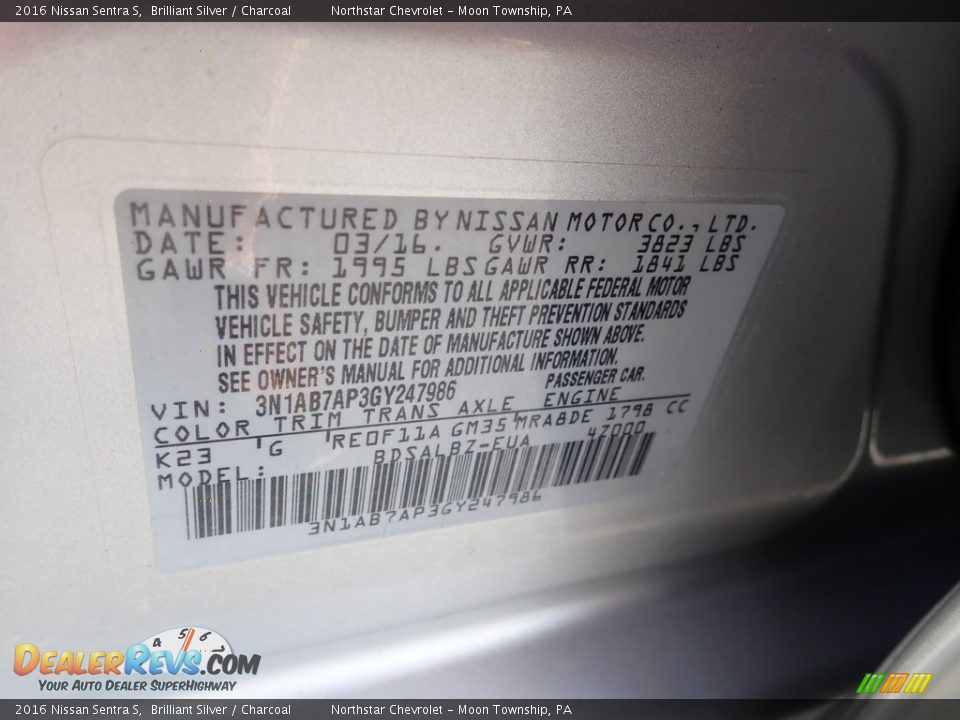 2016 Nissan Sentra S, Brilliant Silver / Charcoal Northstar Chevrolet - Moon Township, PA
MANUFACTURED BY NISSAN MOTOR CO., LTD.
DATE: 03/16. GVWR: 3823 LBS
GAWR FR: 1995 LBS GAWR RR: 1841 LBS
THIS VEHICLE CONFORMS TO ALL APPLICABLE FEDERAL MOTOR
VEHICLE SAFETY, BUMPER AND THEFT PREVENTION STANDARDS
IN EFFECT ON THE DATE OF MANUFACTURE SHOWN ABOVE.
SEE OWNER'S MANUAL FOR ADDITIONAL INFORMATION.
VIN: 3N1AB7AP3GY247986 PASSENGER CAR.
COLOR TRIM TRANS AXLE ENGINE
K23 G RE0F11A GM35 MRA8DE 1798 CC
MODEL: BDSALBZ-EUA 47000
3N1AB7AP3GY247986
4 5 6
DEALERREVS.COM
YOUR AUTO DEALER SUPERHIGHWAY
2016 Nissan Sentra S, Brilliant Silver / Charcoal Northstar Chevrolet - Moon Township, PA